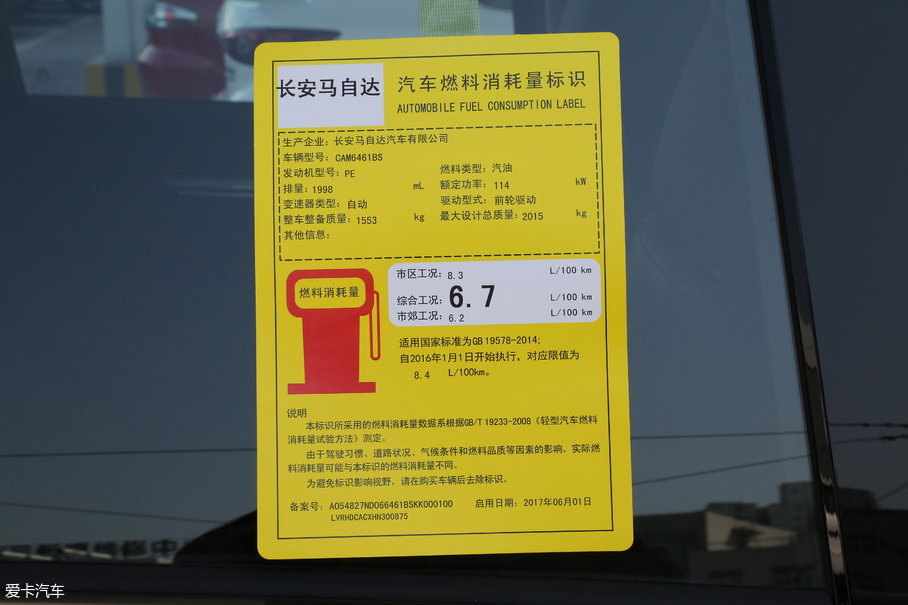 长安马自达
汽车燃料消耗量标识
AUTOMOBILE FUEL CONSUMPTION LABEL
生产企业：长安马自达汽车有限公司
车辆型号：CAM6461BS
发动机型号：PE 燃料类型：汽油
排量：1998 mL 额定功率：114 kW
变速器类型：自动 驱动型式：前轮驱动
整车整备质量：1553 kg 最大设计总质量：2015 kg
其他信息：
燃料消耗量
市区工况：8.3 L/100 km
综合工况：6.7 L/100 km
市郊工况：6.2 L/100 km
适用国家标准为GB 19578-2014；
自2016年1月1日开始执行，对应限值为
8.4 L/100km。
说明
本标识所采用的燃料消耗量数据系根据GB/T 19233-2008《轻型汽车燃料
消耗量试验方法》测定。
由于驾驶习惯、道路状况、气候条件和燃料品质等因素的影响，实际燃
料消耗量可能与本标识的燃料消耗量不同。
为避免标识影响视野，请在购买车辆后去除标识。
备案号：A054827ND066461BSKK000100 启用日期：2017年06月01日
LVRHDCACXHN300875
爱卡汽车